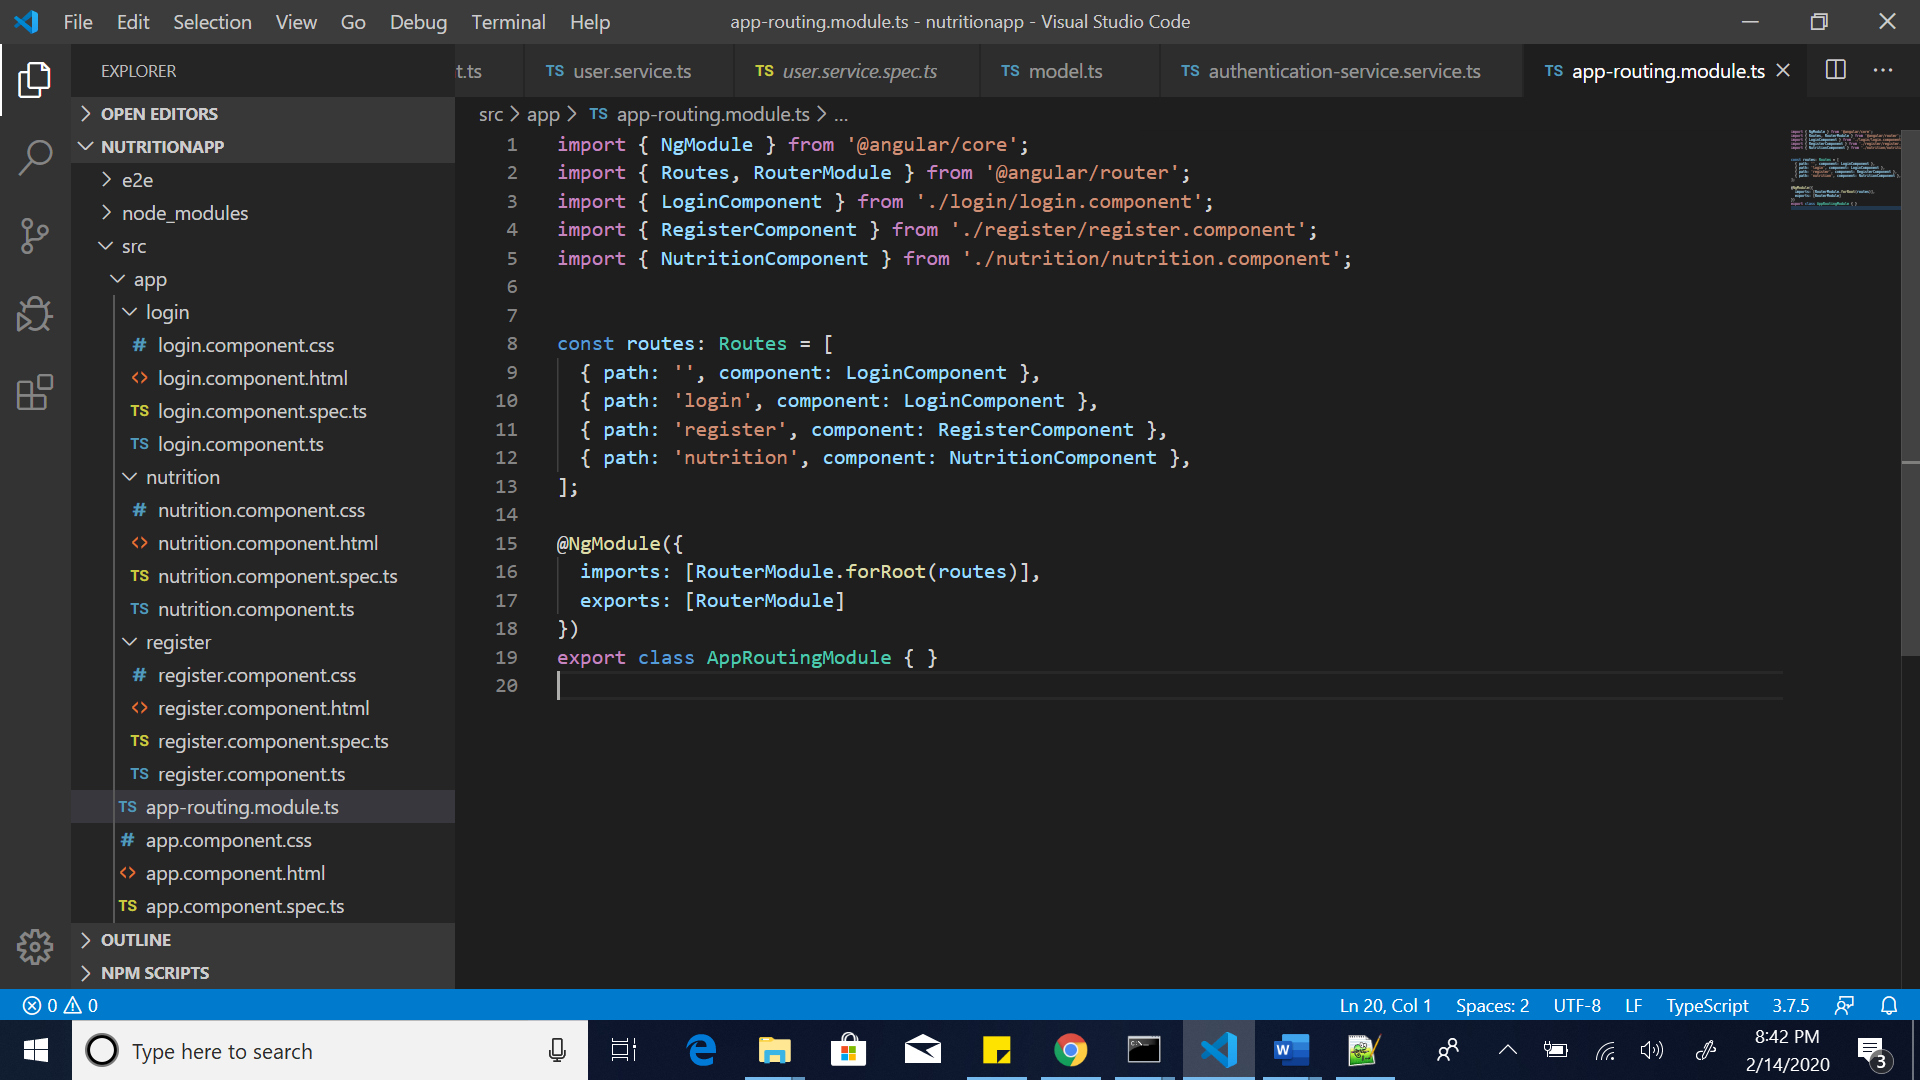 File Edit Selection View Go Debug Terminal Help
app-routing.module.ts - nutritionapp - Visual Studio Code
EXPLORER
t.ts
TS user.service.ts
TS user.service.spec.ts
TS model.ts
TS authentication-service.service.ts
TS app-routing.module.ts
OPEN EDITORS
NUTRITIONAPP
e2e
node_modules
src
app
login
# login.component.css
<> login.component.html
TS login.component.spec.ts
TS login.component.ts
nutrition
# nutrition.component.css
<> nutrition.component.html
TS nutrition.component.spec.ts
TS nutrition.component.ts
register
# register.component.css
<> register.component.html
TS register.component.spec.ts
TS register.component.ts
TS app-routing.module.ts
# app.component.css
<> app.component.html
TS app.component.spec.ts
OUTLINE
NPM SCRIPTS
src > app > TS app-routing.module.ts > ...
1 import { NgModule } from '@angular/core';
2 import { Routes, RouterModule } from '@angular/router';
3 import { LoginComponent } from './login/login.component';
4 import { RegisterComponent } from './register/register.component';
5 import { NutritionComponent } from './nutrition/nutrition.component';
6
7
8 const routes: Routes = [
9 { path: '', component: LoginComponent },
10 { path: 'login', component: LoginComponent },
11 { path: 'register', component: RegisterComponent },
12 { path: 'nutrition', component: NutritionComponent },
13 ];
14
15 @NgModule({
16 imports: [RouterModule.forRoot(routes)],
17 exports: [RouterModule]
18 })
19 export class AppRoutingModule { }
20
0 0
Ln 20, Col 1 Spaces: 2 UTF-8 LF TypeScript 3.7.5
Type here to search
W
8:42 PM
2/14/2020
3